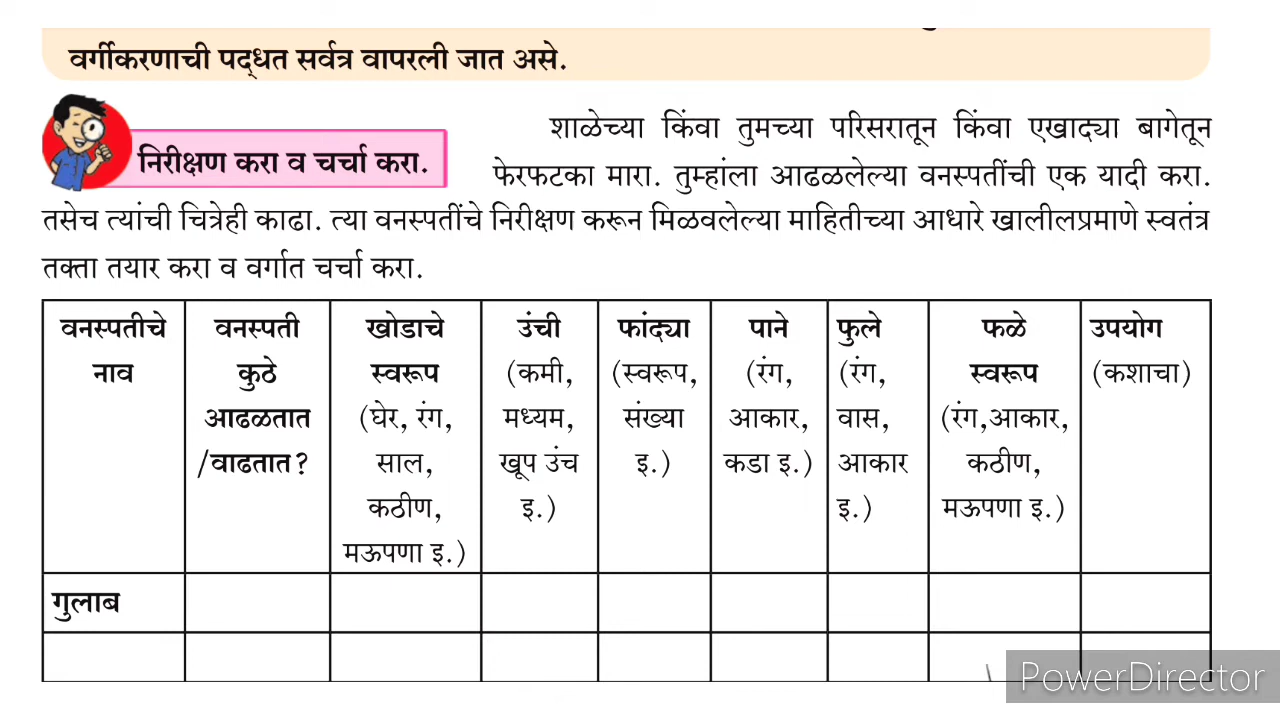 वर्गीकरणाची पद्धत सर्वत्र वापरली जात असे.
निरीक्षण करा व चर्चा करा.
शाळेच्या किंवा तुमच्या परिसरातून किंवा एखाद्या बागेतून
फेरफटका मारा. तुम्हांला आढळलेल्या वनस्पतींची एक यादी करा.
तसेच त्यांची चित्रेही काढा. त्या वनस्पतींचे निरीक्षण करून मिळवलेल्या माहितीच्या आधारे खालीलप्रमाणे स्वतंत्र
तक्ता तयार करा व वर्गात चर्चा करा.
वनस्पतीचे
नाव
वनस्पती
कुठे
आढळतात
/वाढतात?
खोडाचे
स्वरूप
(घेर, रंग,
साल,
कठीण,
मऊपणा इ.)
उंची
(कमी,
मध्यम,
खूप उंच
इ.)
फांद्या
(स्वरूप,
संख्या
इ.)
पाने
(रंग,
आकार,
कडा इ.)
फुले
(रंग,
वास,
आकार
इ.)
फळे
स्वरूप
(रंग,आकार,
कठीण,
मऊपणा इ.)
उपयोग
(कशाचा)
गुलाब
PowerDirector